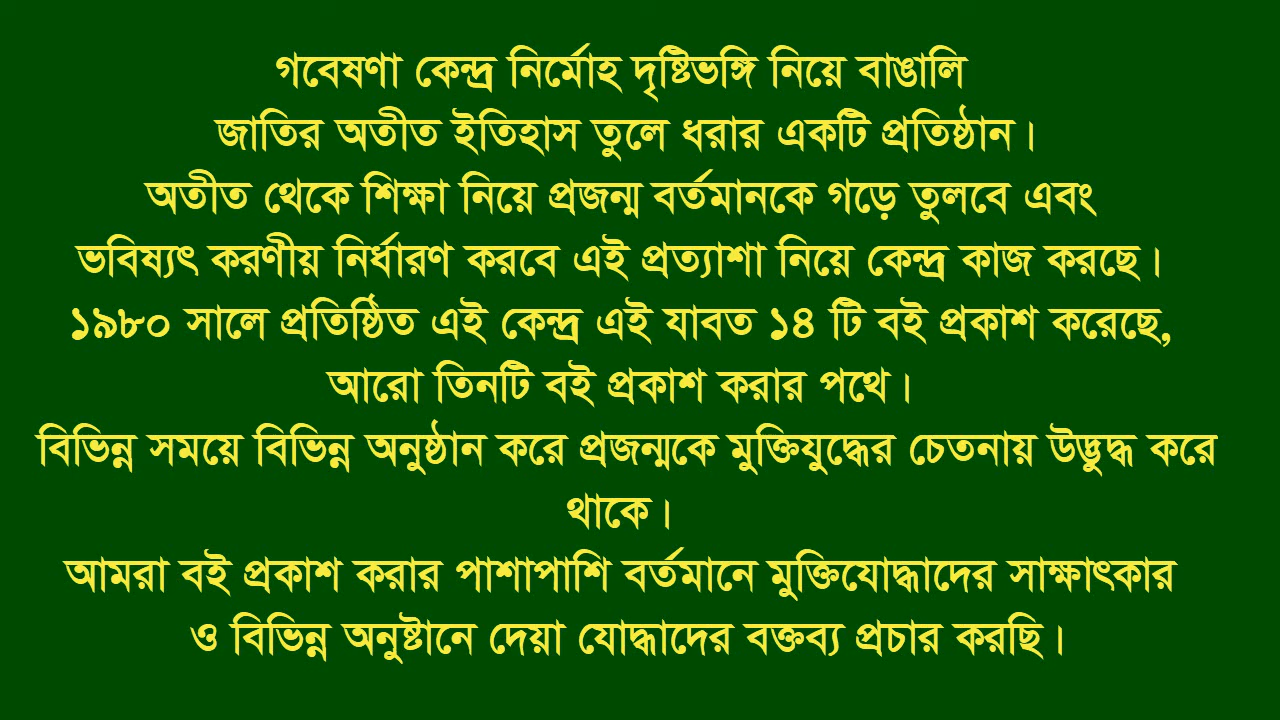 গবেষণা কেন্দ্র নির্মোহ দৃষ্টিভঙ্গি নিয়ে বাঙালি
জাতির অতীত ইতিহাস তুলে ধরার একটি প্রতিষ্ঠান।
অতীত থেকে শিক্ষা নিয়ে প্রজন্ম বর্তমানকে গড়ে তুলবে এবং
ভবিষ্যৎ করণীয় নির্ধারণ করবে এই প্রত্যাশা নিয়ে কেন্দ্র কাজ করছে।
১৯৮০ সালে প্রতিষ্ঠিত এই কেন্দ্র এই যাবত ১৪ টি বই প্রকাশ করেছে,
আরো তিনটি বই প্রকাশ করার পথে।
বিভিন্ন সময়ে বিভিন্ন অনুষ্ঠান করে প্রজন্মকে মুক্তিযুদ্ধের চেতনায় উদ্ভুদ্ধ করে
থাকে।
আমরা বই প্রকাশ করার পাশাপাশি বর্তমানে মুক্তিযোদ্ধাদের সাক্ষাৎকার
ও বিভিন্ন অনুষ্টানে দেয়া যোদ্ধাদের বক্তব্য প্রচার করছি।